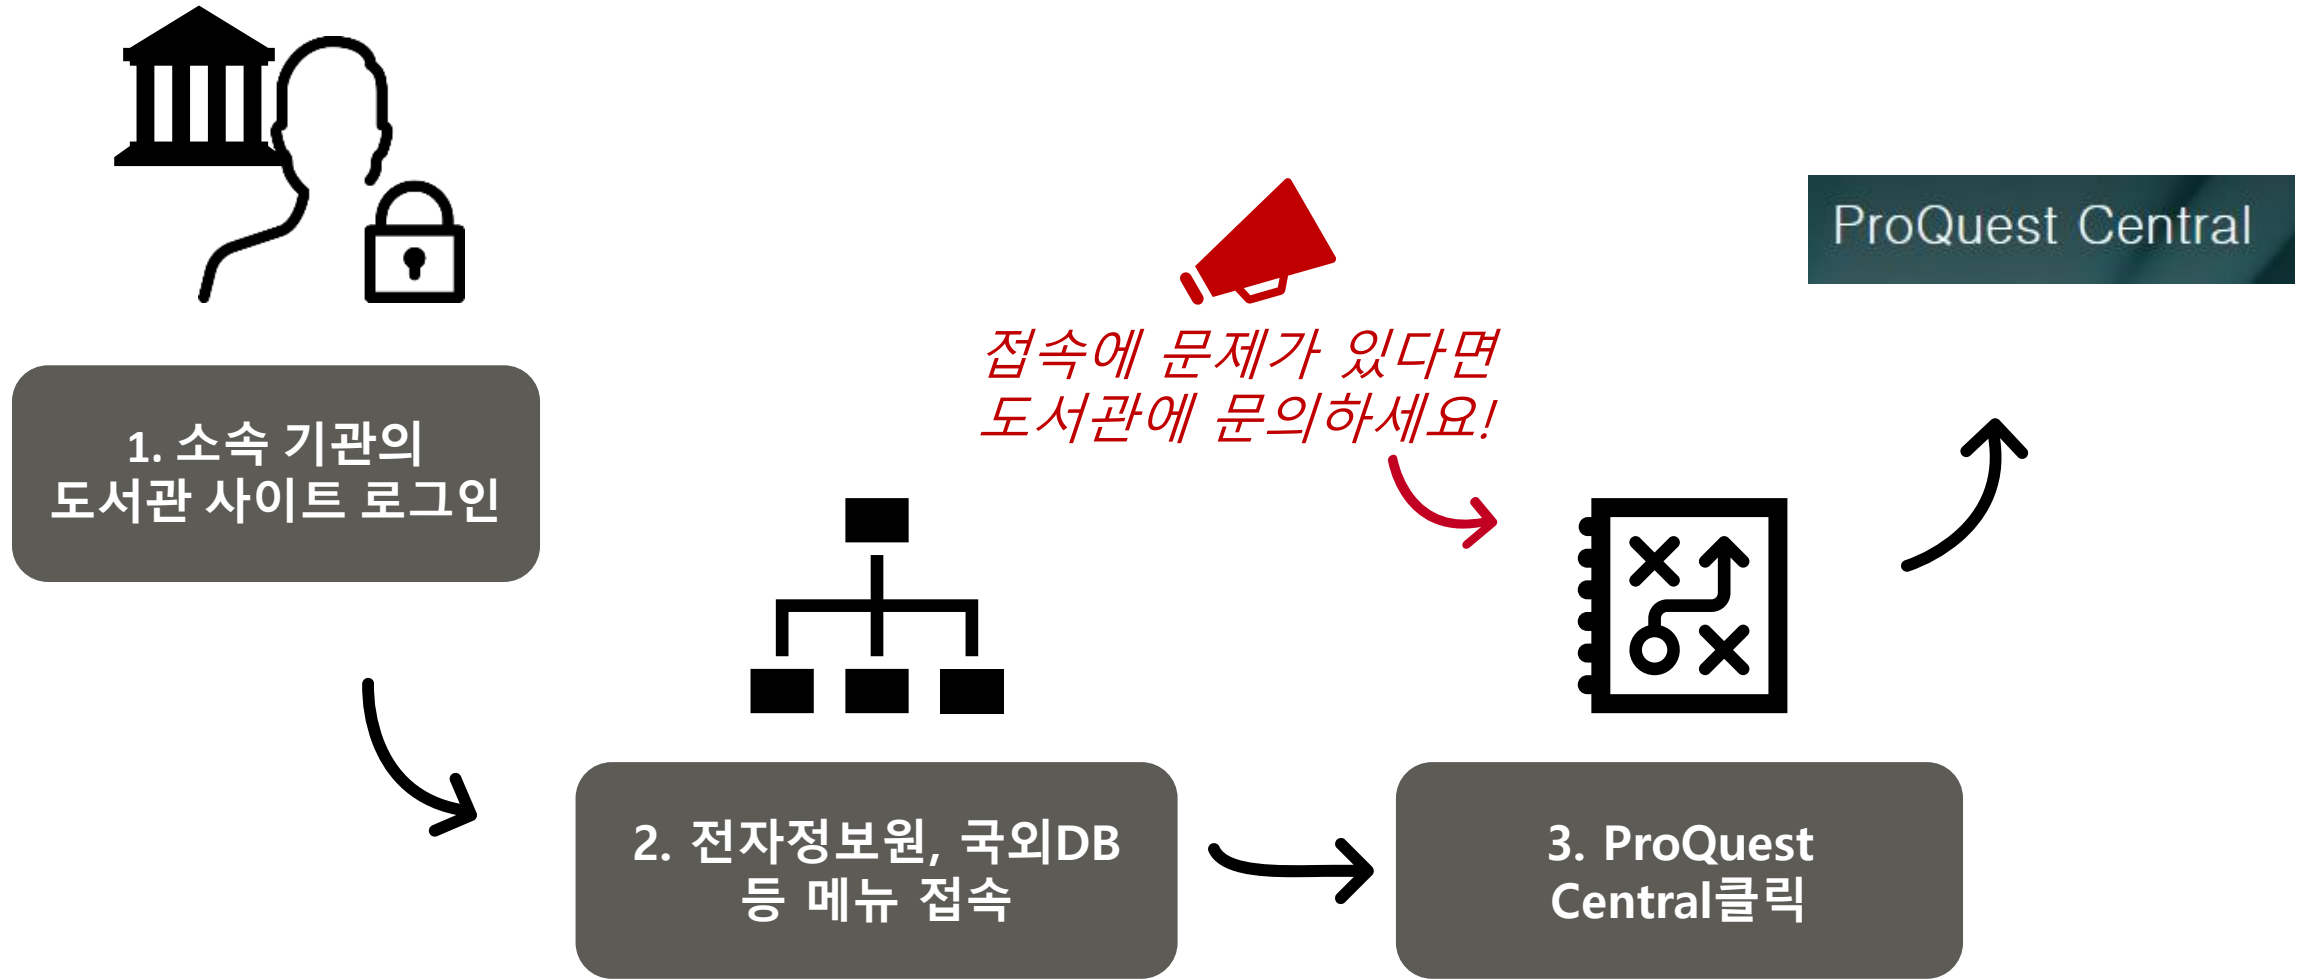 1. 소속 기관의
도서관 사이트 로그인
2. 전자정보원, 국외DB
등 메뉴 접속
접속에 문제가 있다면
도서관에 문의하세요!
3. ProQuest
Central클릭
ProQuest Central